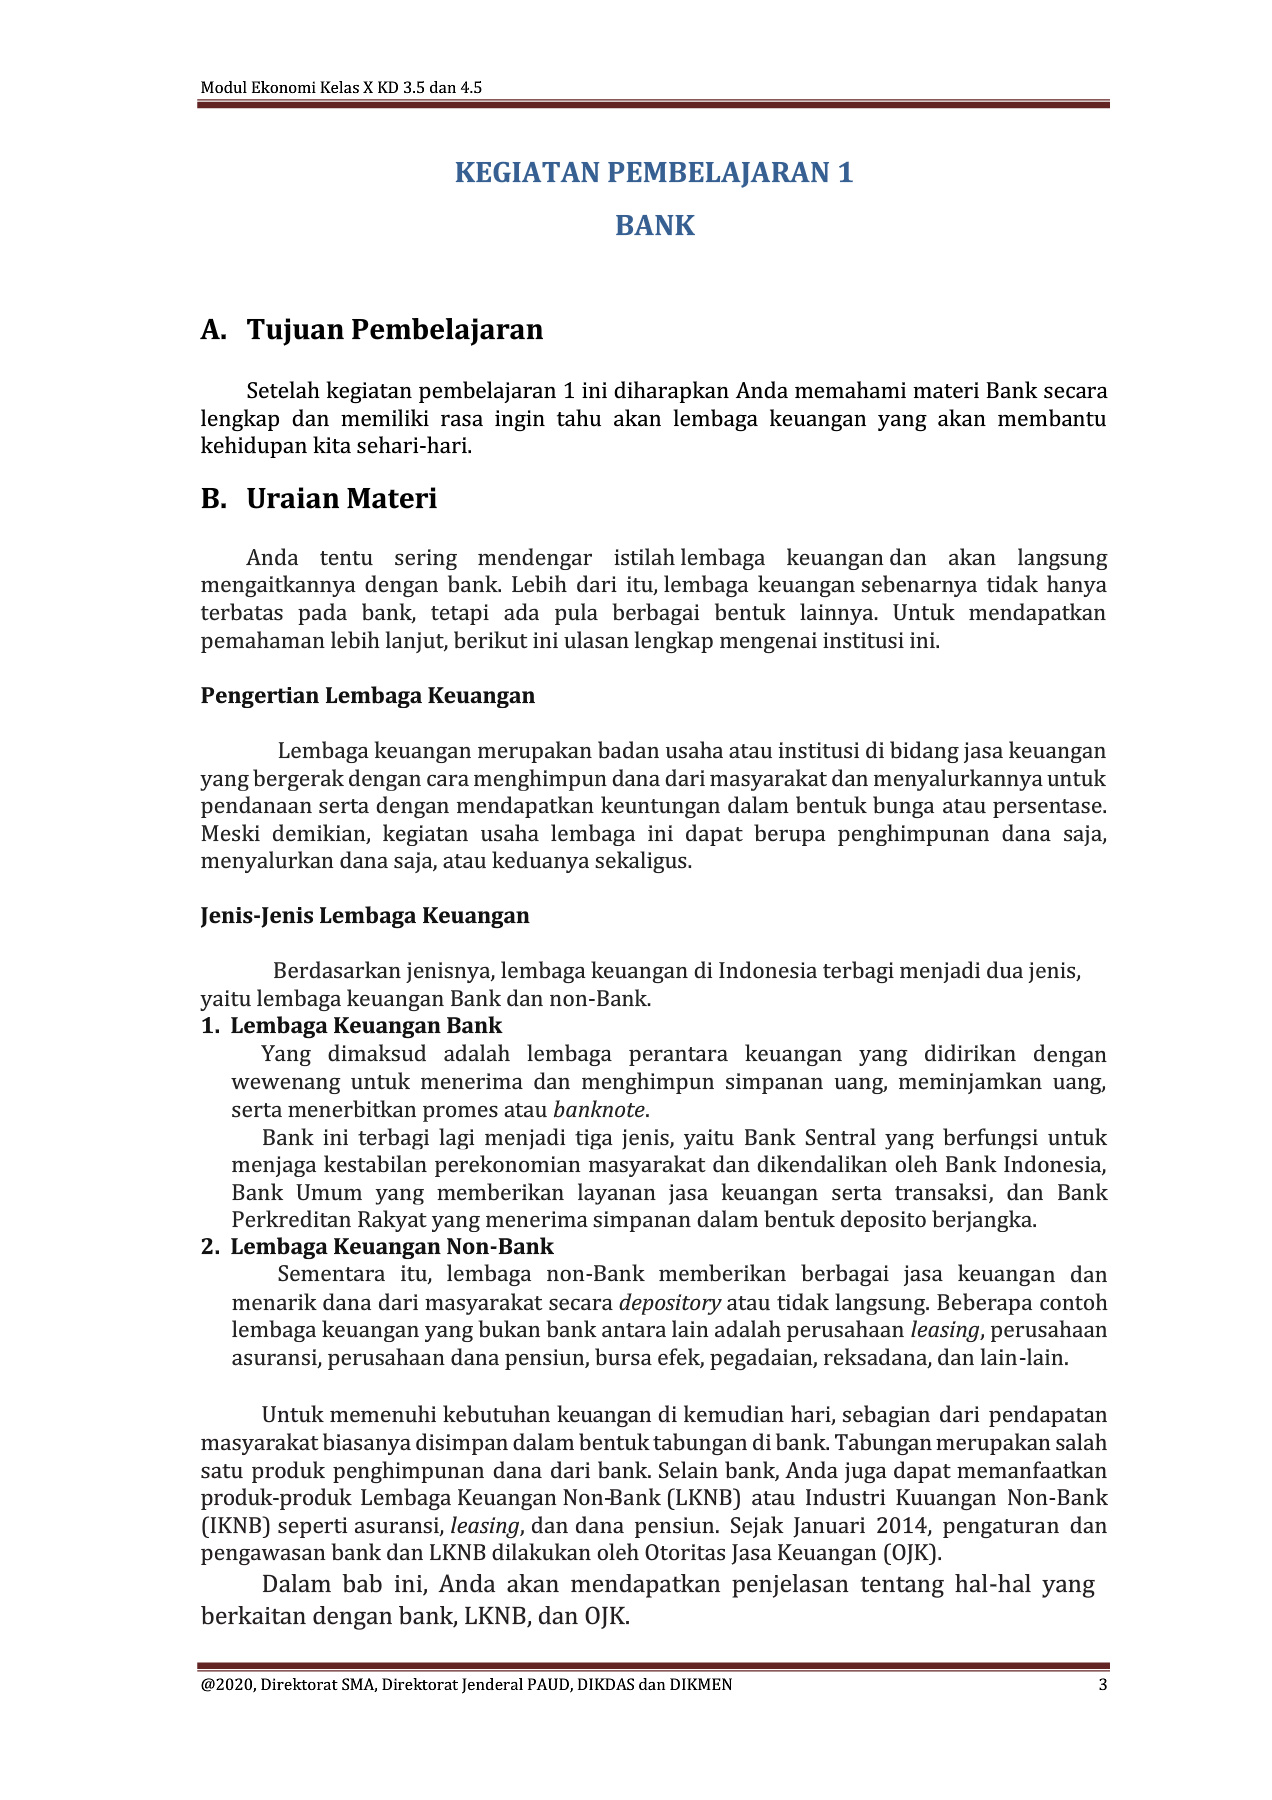 Modul Ekonomi Kelas X KD 3.5 dan 4.5
KEGIATAN PEMBELAJARAN 1
BANK
A. Tujuan Pembelajaran
Setelah kegiatan pembelajaran 1 ini diharapkan Anda memahami materi Bank secara
lengkap dan memiliki rasa ingin tahu akan lembaga keuangan yang akan membantu
kehidupan kita sehari-hari.
B. Uraian Materi
Anda tentu sering mendengar istilah lembaga keuangan dan akan langsung
mengaitkannya dengan bank. Lebih dari itu, lembaga keuangan sebenarnya tidak hanya
terbatas pada bank, tetapi ada pula berbagai bentuk lainnya. Untuk mendapatkan
pemahaman lebih lanjut, berikut ini ulasan lengkap mengenai institusi ini.
Pengertian Lembaga Keuangan
Lembaga keuangan merupakan badan usaha atau institusi di bidang jasa keuangan
yang bergerak dengan cara menghimpun dana dari masyarakat dan menyalurkannya untuk
pendanaan serta dengan mendapatkan keuntungan dalam bentuk bunga atau persentase.
Meski demikian, kegiatan usaha lembaga ini dapat berupa penghimpunan dana saja,
menyalurkan dana saja, atau keduanya sekaligus.
Jenis-Jenis Lembaga Keuangan
Berdasarkan jenisnya, lembaga keuangan di Indonesia terbagi menjadi dua jenis,
yaitu lembaga keuangan Bank dan non-Bank.
1. Lembaga Keuangan Bank
Yang dimaksud adalah lembaga perantara keuangan yang didirikan dengan
wewenang untuk menerima dan menghimpun simpanan uang, meminjamkan uang,
serta menerbitkan promes atau banknote.
Bank ini terbagi lagi menjadi tiga jenis, yaitu Bank Sentral yang berfungsi untuk
menjaga kestabilan perekonomian masyarakat dan dikendalikan oleh Bank Indonesia,
Bank Umum yang memberikan layanan jasa keuangan serta transaksi, dan Bank
Perkreditan Rakyat yang menerima simpanan dalam bentuk deposito berjangka.
2. Lembaga Keuangan Non-Bank
Sementara itu, lembaga non-Bank memberikan berbagai jasa keuangan dan
menarik dana dari masyarakat secara depository atau tidak langsung. Beberapa contoh
lembaga keuangan yang bukan bank antara lain adalah perusahaan leasing, perusahaan
asuransi, perusahaan dana pensiun, bursa efek, pegadaian, reksadana, dan lain-lain.
Untuk memenuhi kebutuhan keuangan di kemudian hari, sebagian dari pendapatan
masyarakat biasanya disimpan dalam bentuk tabungan di bank. Tabungan merupakan salah
satu produk penghimpunan dana dari bank. Selain bank, Anda juga dapat memanfaatkan
produk-produk Lembaga Keuangan Non-Bank (LKNB) atau Industri Kuuangan Non-Bank
(IKNB) seperti asuransi, leasing, dan dana pensiun. Sejak Januari 2014, pengaturan dan
pengawasan bank dan LKNB dilakukan oleh Otoritas Jasa Keuangan (OJK).
Dalam bab ini, Anda akan mendapatkan penjelasan tentang hal-hal yang
berkaitan dengan bank, LKNB, dan OJK.
@2020, Direktorat SMA, Direktorat Jenderal PAUD, DIKDAS dan DIKMEN 3